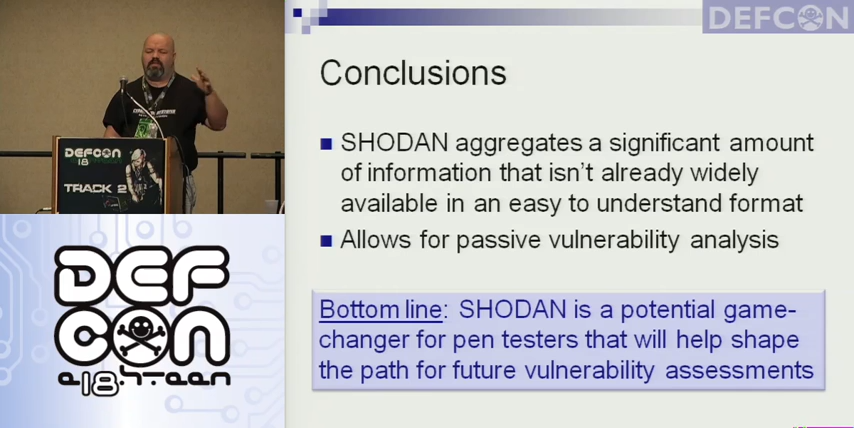 DEFCON
Conclusions
SHODAN aggregates a significant amount
of information that isn't already widely
available in an easy to understand format
Allows for passive vulnerability analysis
Bottom line: SHODAN is a potential game-
changer for pen testers that will help shape
the path for future vulnerability assessments
DEFCON
18
TRACK 2
DEF
CON
e18hteen